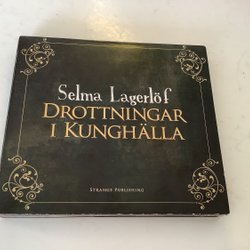 Selma Lagerlöf
DROTTNINGAR
I KUNGHÄLLA
STRANGE PUBLISHING